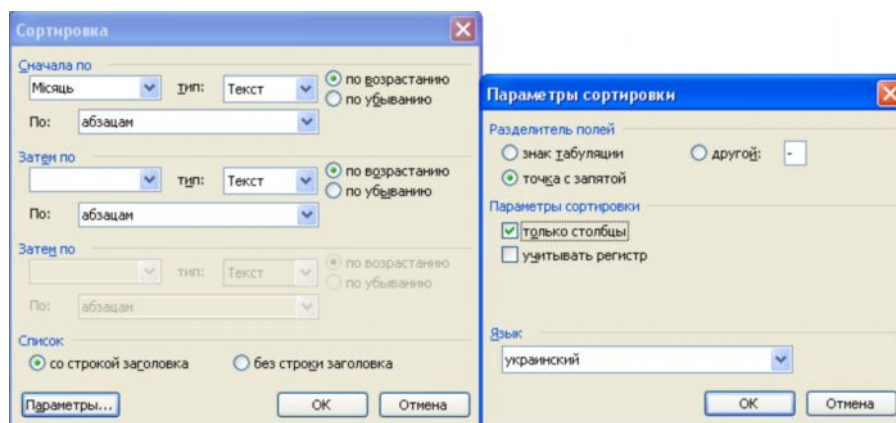 Сортировка
Сначала по
Місяць тип: Текст по возрастанию
по убыванию
По: абзацам
Затем по
тип: Текст по возрастанию
по убыванию
По: абзацам
Затем по
тип: Текст по возрастанию
по убыванию
По: абзацам
Список
со строкой заголовка без строки заголовка
Параметры... ОК Отмена
Параметры сортировки
Разделитель полей
знак табуляции другой: -
точка с запятой
Параметры сортировки
только столбцы
учитывать регистр
Язык
украинский
ОК Отмена